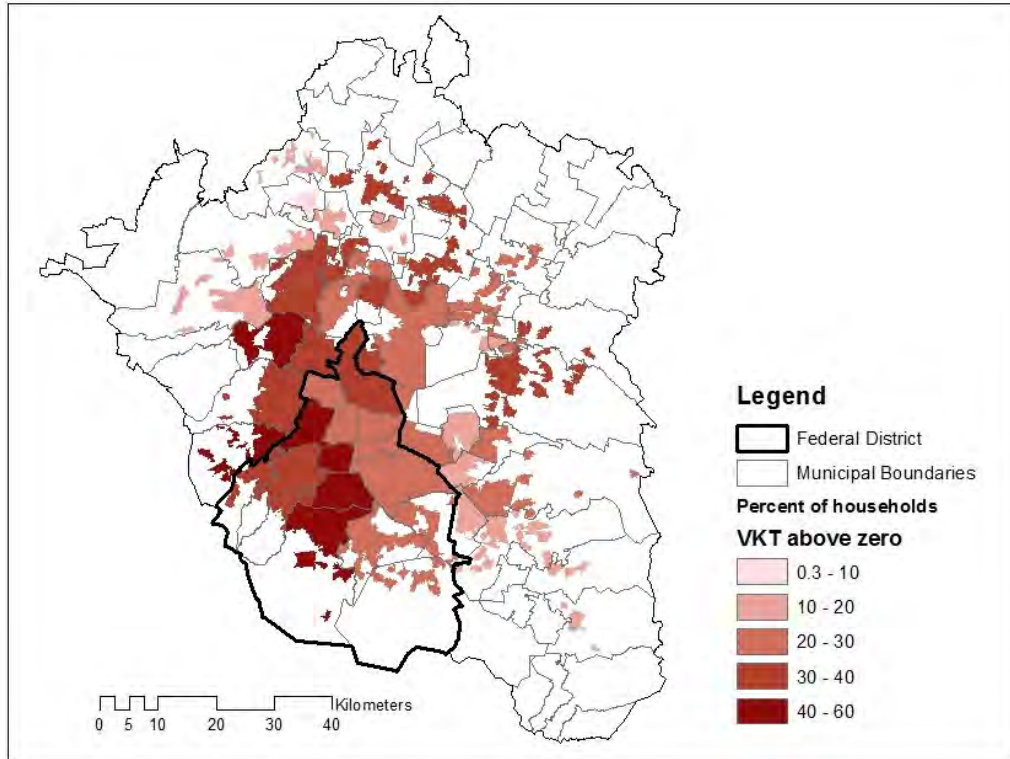 Legend
Federal District
Municipal Boundaries
Percent of households
VKT above zero
0.3 - 10
10 - 20
20 - 30
30 - 40
40 - 60
Kilometers
0 5 10 20 30 40